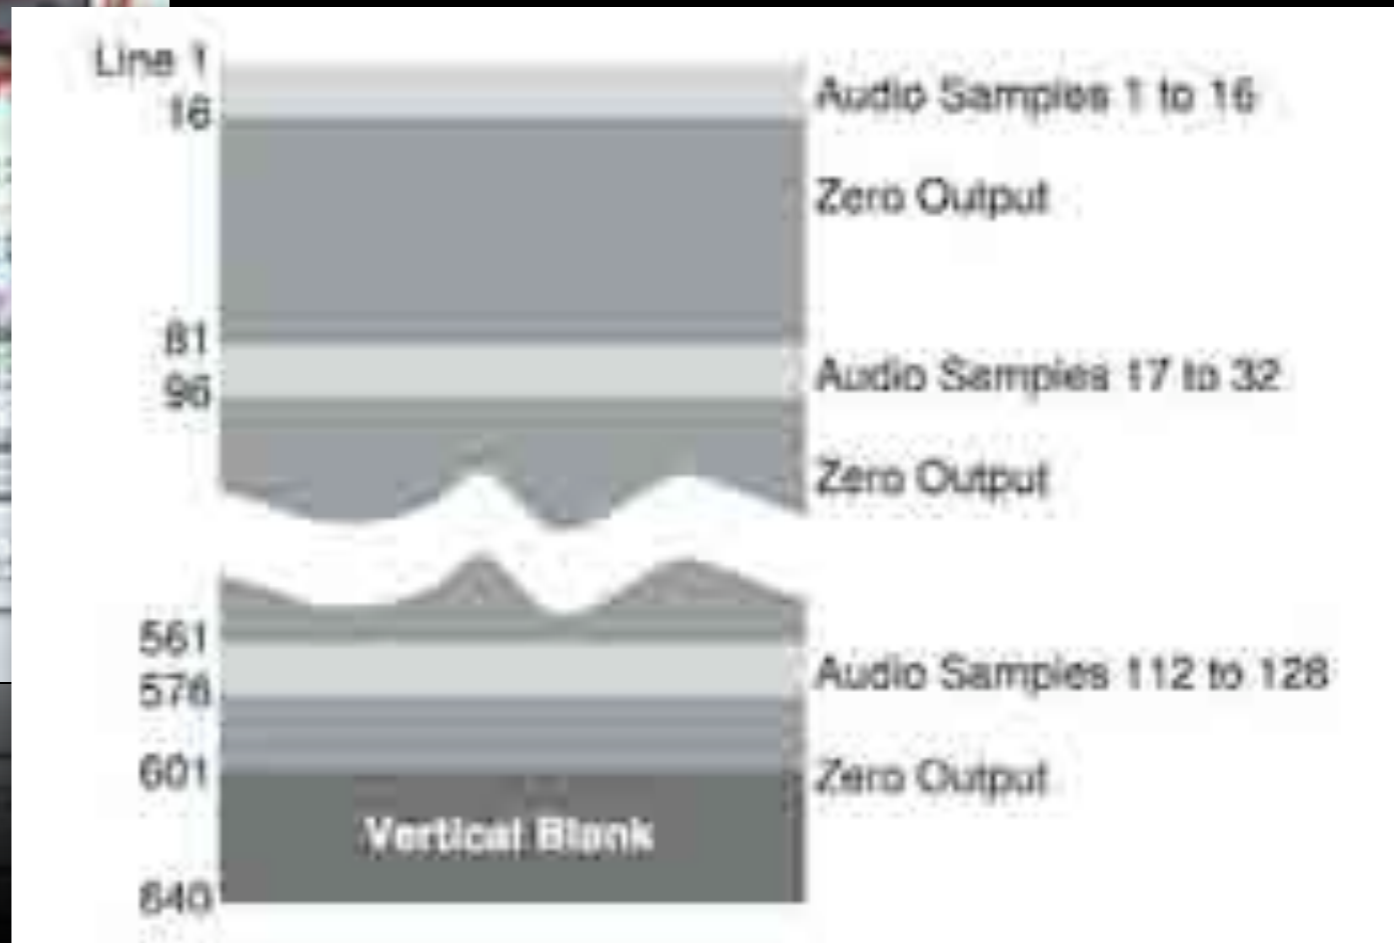 Line 1
Audio Samples 1 to 16
16
Zero Output
81
Audio Samples 17 to 32
96
Zero Output
561
Audio Samples 112 to 128
576
601
Zero Output
Vertical Blank
640